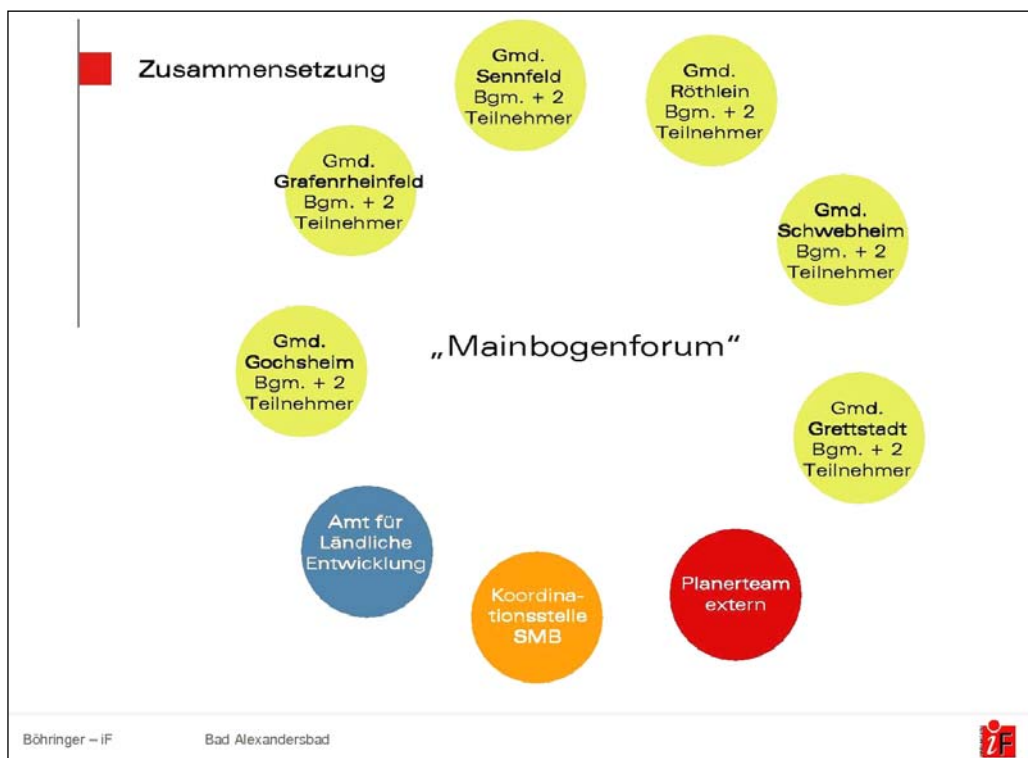 Zusammensetzung
Gmd.
Sennfeld
Bgm. + 2
Teilnehmer
Gmd.
Röthlein
Bgm. + 2
Teilnehmer
Gmd.
Grafenrheinfeld
Bgm. + 2
Teilnehmer
Gmd.
Schwebheim
Bgm. + 2
Teilnehmer
„Mainbogenforum“
Gmd.
Gochsheim
Bgm. + 2
Teilnehmer
Gmd.
Grettstadt
Bgm. + 2
Teilnehmer
Amt für
Ländliche
Entwicklung
Koordina-
tionsstelle
SMB
Planerteam
extern
Böhringer – iF
Bad Alexandersbad
iF